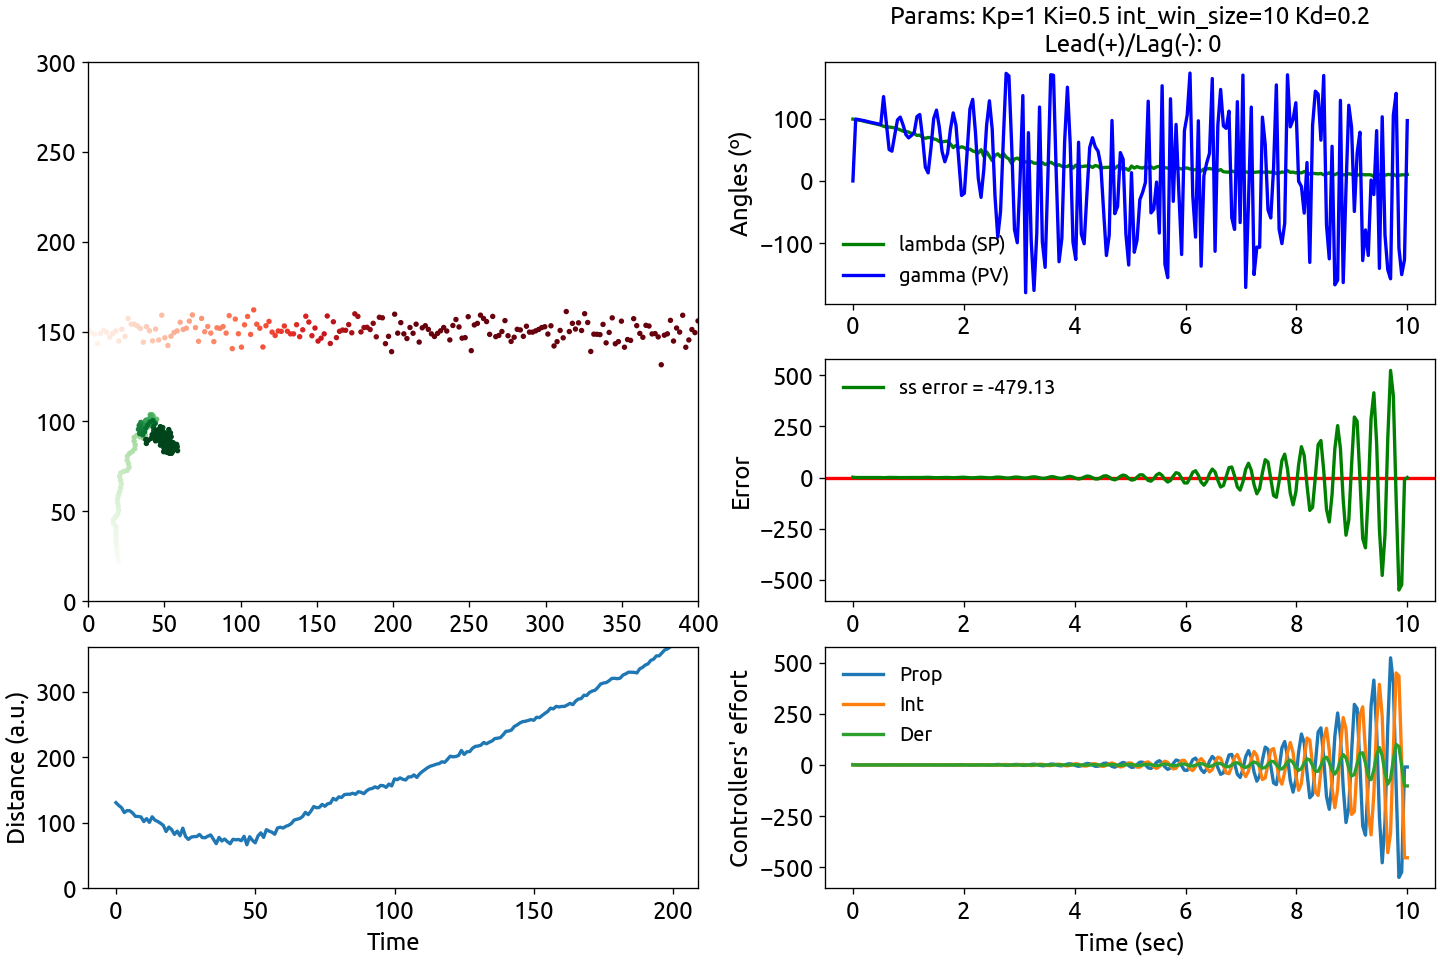 Params: Kp=1 Ki=0.5 int_win_size=10 Kd=0.2
Lead(+)/Lag(-): 0
300
250
200
150
100
50
0
0 50 100 150 200 250 300 350 400
Angles (º)
100
0
−100
lambda (SP)
gamma (PV)
0 2 4 6 8 10
Error
500
250
0
−250
−500
ss error = -479.13
0 2 4 6 8 10
Distance (a.u.)
300
200
100
0
0 50 100 150 200
Time
Controllers' effort
500
250
0
−250
−500
Prop
Int
Der
0 2 4 6 8 10
Time (sec)